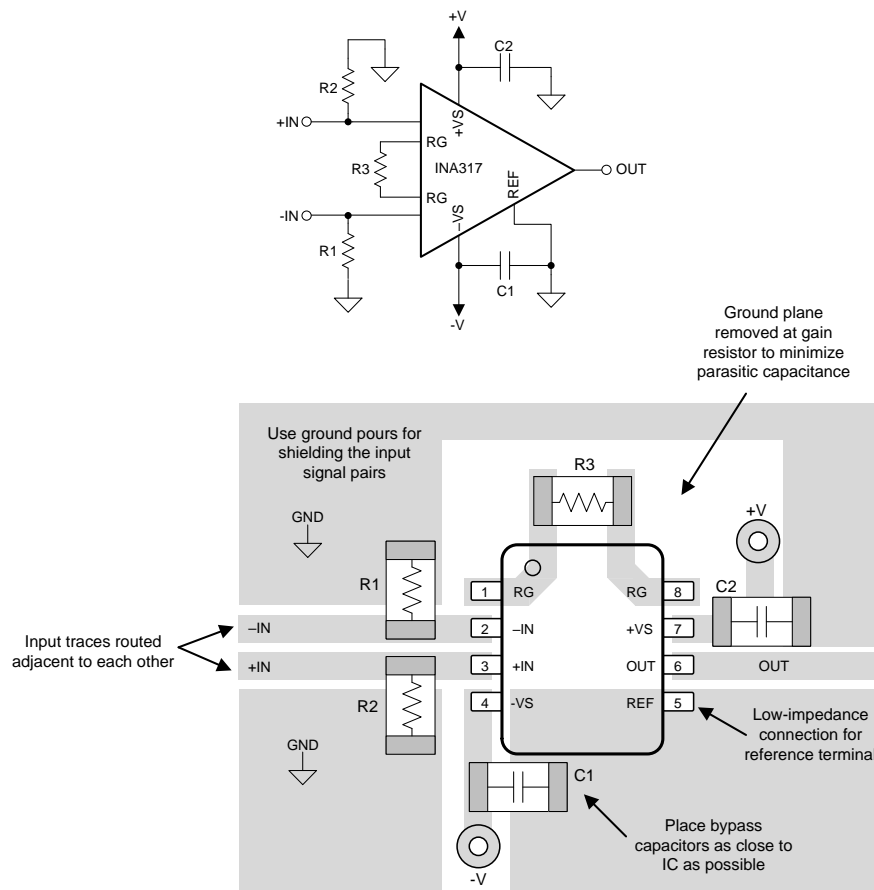 +V
C2
R2
+IN
+VS
RG
R3
INA317
OUT
RG
REF
-IN
–VS
R1
C1
-V
Ground plane
removed at gain
resistor to minimize
parasitic capacitance
Use ground pours for
shielding the input
signal pairs
R3
GND
+V
R1
C2
1
RG
RG
8
Input traces routed
adjacent to each other
–IN
2
–IN
+VS
7
+IN
3
+IN
OUT
6
OUT
R2
4
-VS
REF
5
Low-impedance
connection for
reference terminal
GND
C1
Place bypass
capacitors as close to
IC as possible
-V